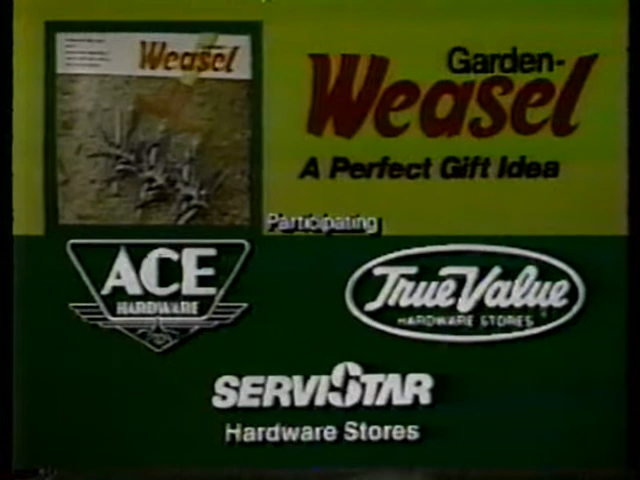 Weasel
Garden-
Weasel
A Perfect Gift Idea
Participating
ACE
HARDWARE
True Value
HARDWARE STORES
SERVISTAR
Hardware Stores